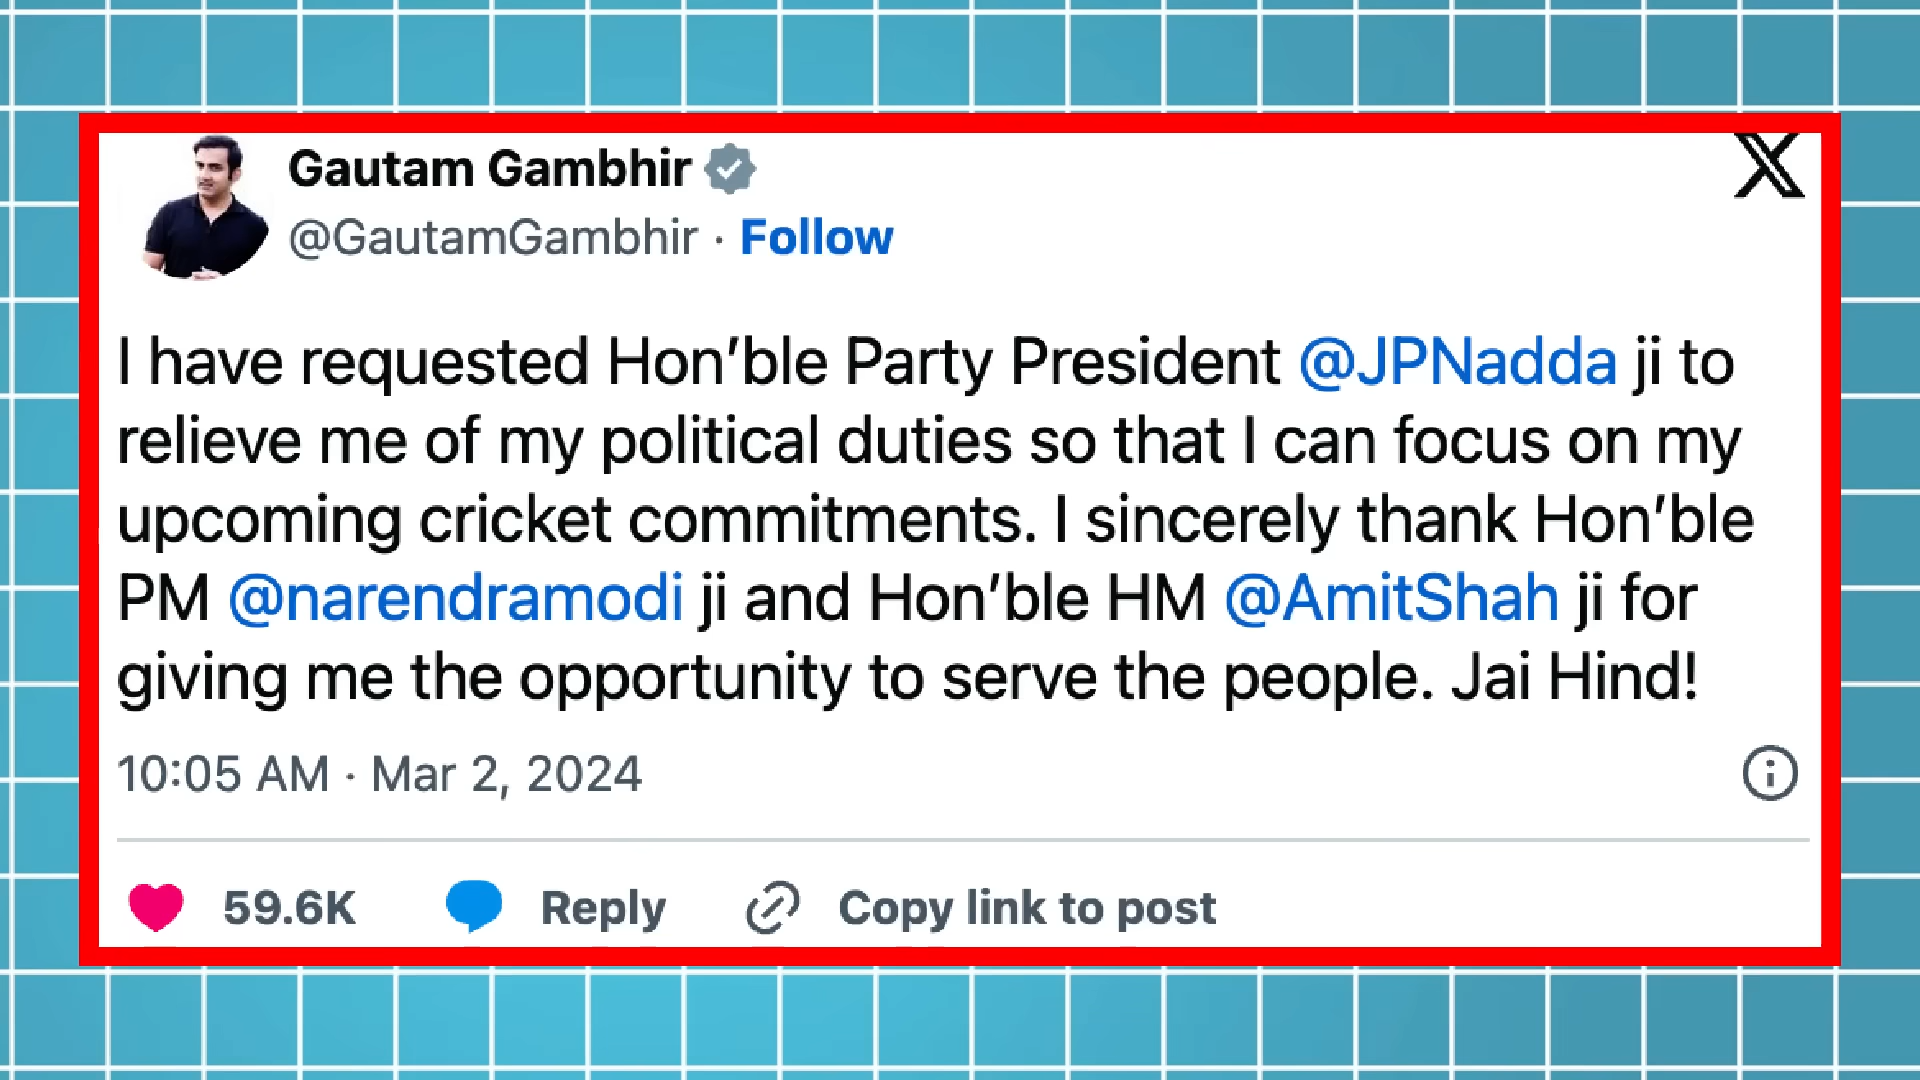 Gautam Gambhir
@GautamGambhir · Follow
I have requested Hon’ble Party President @JPNadda ji to
relieve me of my political duties so that I can focus on my
upcoming cricket commitments. I sincerely thank Hon’ble
PM @narendramodi ji and Hon’ble HM @AmitShah ji for
giving me the opportunity to serve the people. Jai Hind!
10:05 AM · Mar 2, 2024
59.6K Reply Copy link to post